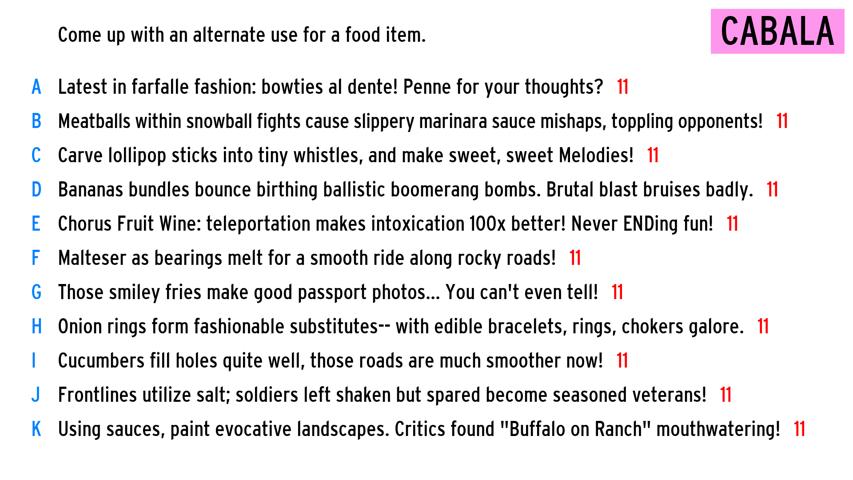 Come up with an alternate use for a food item.
CABALA
A Latest in farfalle fashion: bowties al dente! Penne for your thoughts? 11
B Meatballs within snowball fights cause slippery marinara sauce mishaps, toppling opponents! 11
C Carve lollipop sticks into tiny whistles, and make sweet, sweet Melodies! 11
D Bananas bundles bounce birthing ballistic boomerang bombs. Brutal blast bruises badly. 11
E Chorus Fruit Wine: teleportation makes intoxication 100x better! Never ENDing fun! 11
F Malteser as bearings melt for a smooth ride along rocky roads! 11
G Those smiley fries make good passport photos... You can't even tell! 11
H Onion rings form fashionable substitutes-- with edible bracelets, rings, chokers galore. 11
I Cucumbers fill holes quite well, those roads are much smoother now! 11
J Frontlines utilize salt; soldiers left shaken but spared become seasoned veterans! 11
K Using sauces, paint evocative landscapes. Critics found "Buffalo on Ranch" mouthwatering! 11